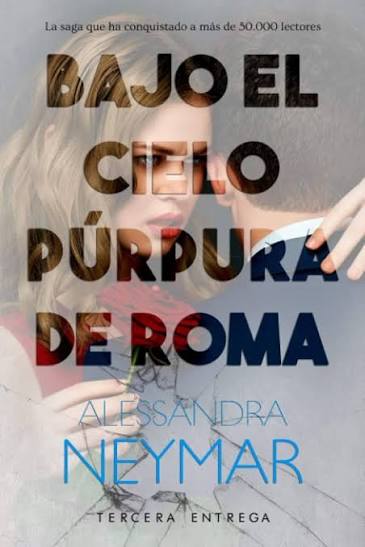 La saga que ha conquistado a más de 50.000 lectores
BAJO EL
CIELO
PÚRPURA
DE ROMA
ALESSANDRA
NEYMAR
TERCERA ENTREGA